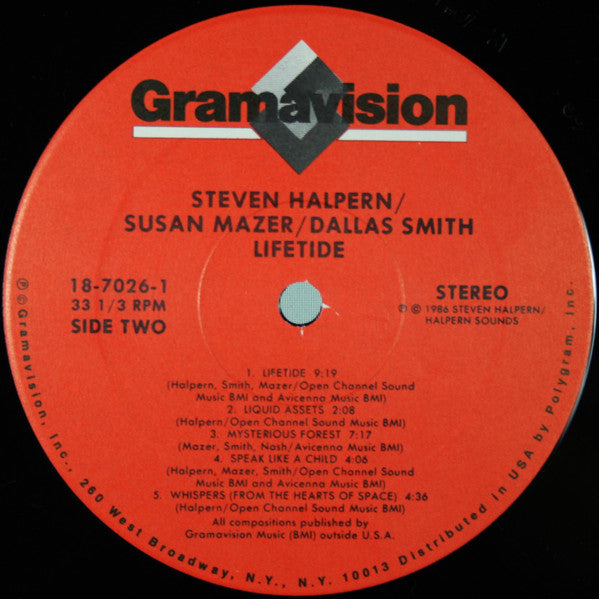 Gramavision
STEVEN HALPERN/
SUSAN MAZER/DALLAS SMITH
LIFETIDE
18-7026-1
33 1/3 RPM
SIDE TWO
STEREO
℗ © 1986 STEVEN HALPERN/
HALPERN SOUNDS
1. LIFETIDE 9:19
(Halpern, Smith, Mazer/Open Channel Sound
Music BMI and Avicenna Music BMI)
2. LIQUID ASSETS 2:08
(Halpern/Open Channel Sound Music BMI)
3. MYSTERIOUS FOREST 7:17
(Mazer, Smith, Nash/Avicenna Music BMI)
4. SPEAK LIKE A CHILD 4:06
(Halpern, Mazer, Smith/Open Channel Sound
Music BMI and Avicenna Music BMI)
5. WHISPERS (FROM THE HEARTS OF SPACE) 4:36
(Halpern/Open Channel Sound Music BMI)
All compositions published by
Gramavision Music (BMI) outside U.S.A.
℗ © Gramavision, Inc., 260 West Broadway, N.Y., N.Y. 10013 Distributed in USA by Polygram, Inc.